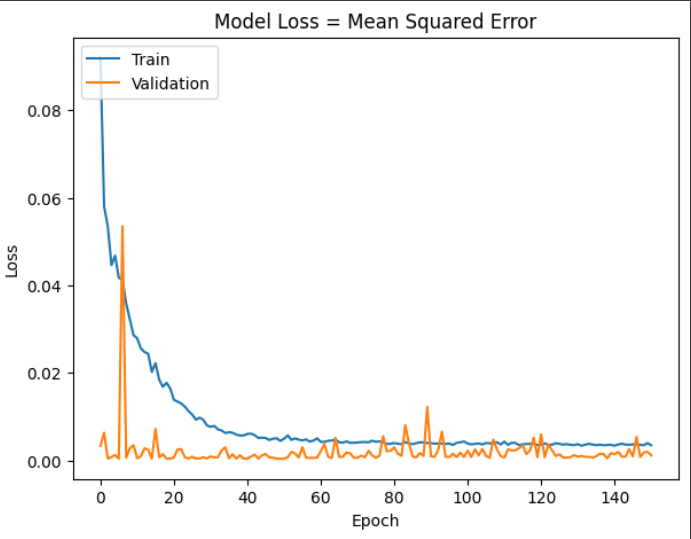 Model Loss = Mean Squared Error
Train
Validation
0.08
0.06
0.04
0.02
0.00
Loss
0 20 40 60 80 100 120 140
Epoch